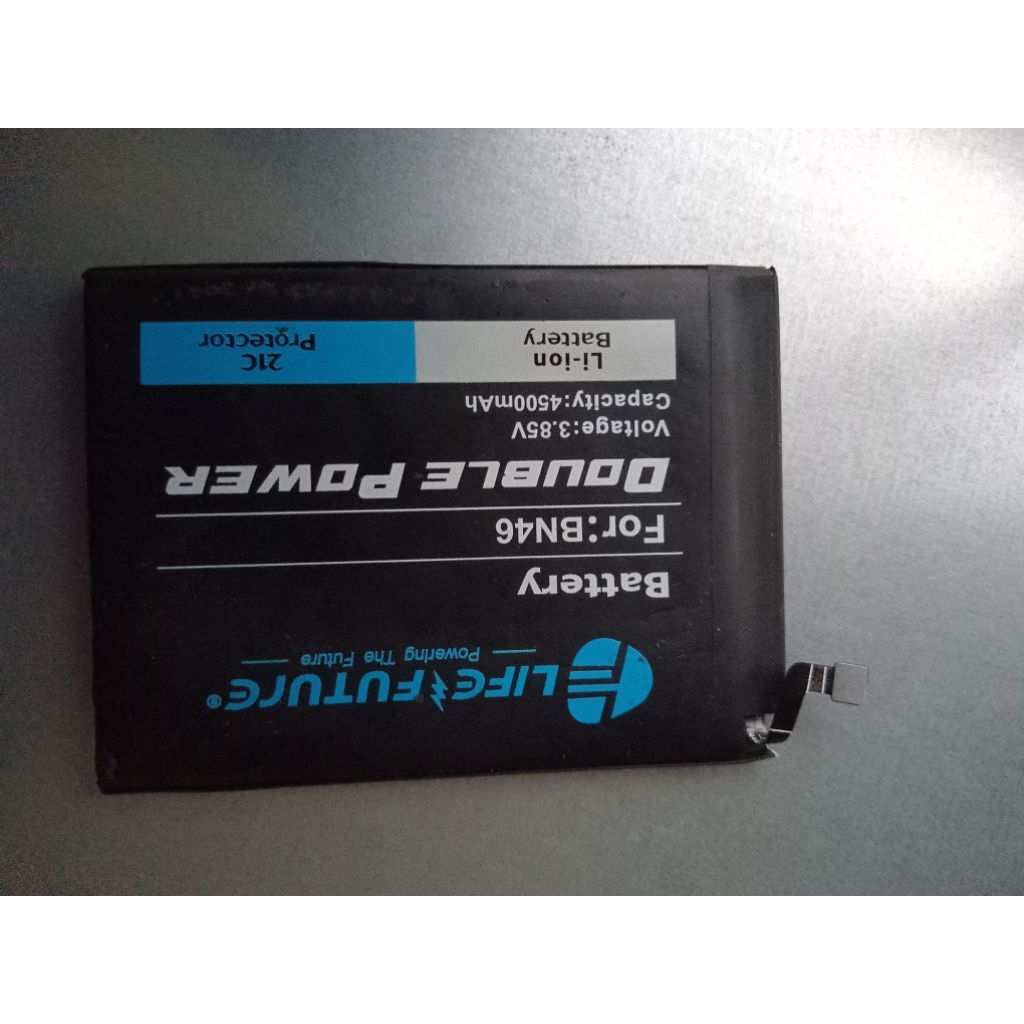 LIFE FUTURE®
Powering The Future
Battery
For:BN46
DOUBLE POWER
Voltage:3.85V
Capacity:4500mAh
Li-ion
Battery
21C
Protector